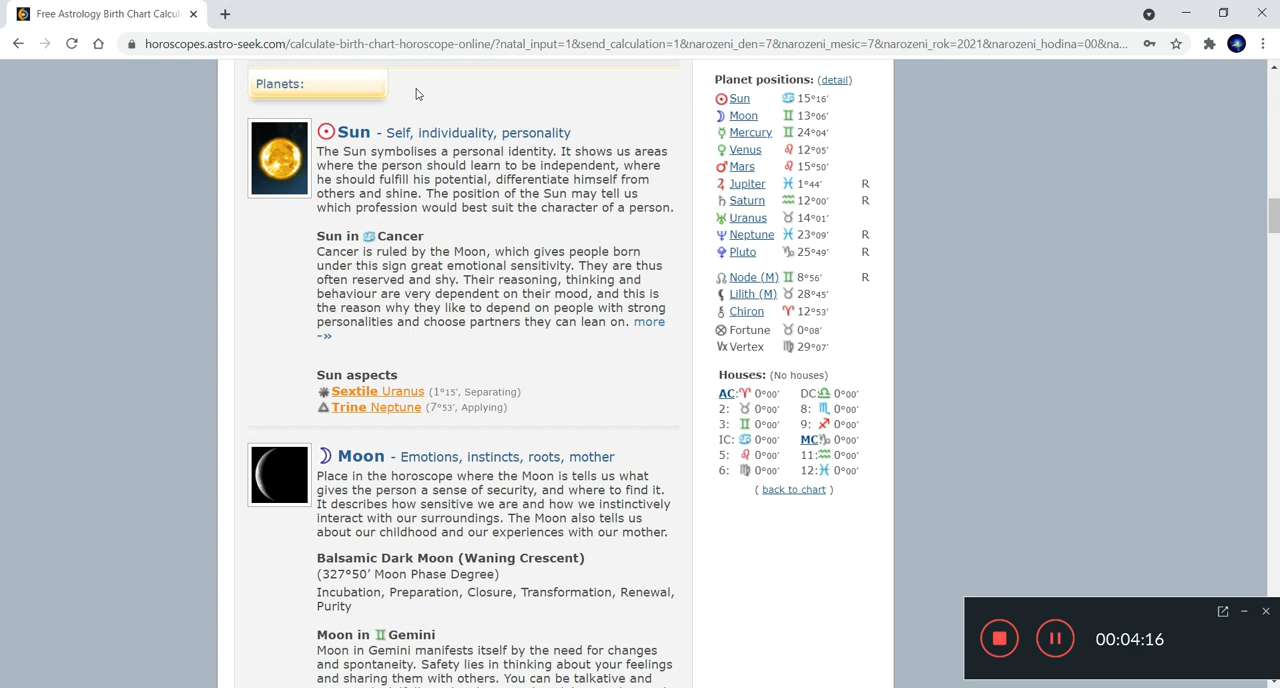 Free Astrology Birth Chart Calcul
horoscopes.astro-seek.com/calculate-birth-chart-horoscope-online/?natal_input=1&send_calculation=1&narozeni_den=7&narozeni_mesic=7&narozeni_rok=2021&narozeni_hodina=00&na...
Planets:
Sun - Self, individuality, personality
The Sun symbolises a personal identity. It shows us areas
where the person should learn to be independent, where
he should fulfill his potential, differentiate himself from
others and shine. The position of the Sun may tell us
which profession would best suit the character of a person.
Sun in ♋Cancer
Cancer is ruled by the Moon, which gives people born
under this sign great emotional sensitivity. They are thus
often reserved and shy. Their reasoning, thinking and
behaviour are very dependent on their mood, and this is
the reason why they like to depend on people with strong
personalities and choose partners they can lean on. more
-»
Sun aspects
Sextile Uranus (1°15', Separating)
Trine Neptune (7°53', Applying)
Moon - Emotions, instincts, roots, mother
Place in the horoscope where the Moon is tells us what
gives the person a sense of security, and where to find it.
It describes how sensitive we are and how we instinctively
interact with our surroundings. The Moon also tells us
about our childhood and our experiences with our mother.
Balsamic Dark Moon (Waning Crescent)
(327°50' Moon Phase Degree)
Incubation, Preparation, Closure, Transformation, Renewal,
Purity
Moon in ♊Gemini
Moon in Gemini manifests itself by the need for changes
and spontaneity. Safety lies in thinking about your feelings
and sharing them with others. You can be talkative and
Planet positions: (detail)
Sun ♋ 15°16'
Moon ♊ 13°06'
Mercury ♊ 24°04'
Venus ♌ 12°05'
Mars ♌ 15°50'
Jupiter ♓ 1°44' R
Saturn ♒ 12°00' R
Uranus ♉ 14°01'
Neptune ♓ 23°09' R
Pluto ♑ 25°49' R
Node (M) ♊ 8°56' R
Lilith (M) ♉ 28°45'
Chiron ♈ 12°53'
Fortune ♉ 0°08'
Vx Vertex ♍ 29°07'
Houses: (No houses)
AC:♈ 0°00' DC:♎ 0°00'
2: ♉ 0°00' 8: ♏ 0°00'
3: ♊ 0°00' 9: ♐ 0°00'
IC: ♋ 0°00' MC:♑ 0°00'
5: ♌ 0°00' 11:♒ 0°00'
6: ♍ 0°00' 12:♓ 0°00'
( back to chart )
00:04:16